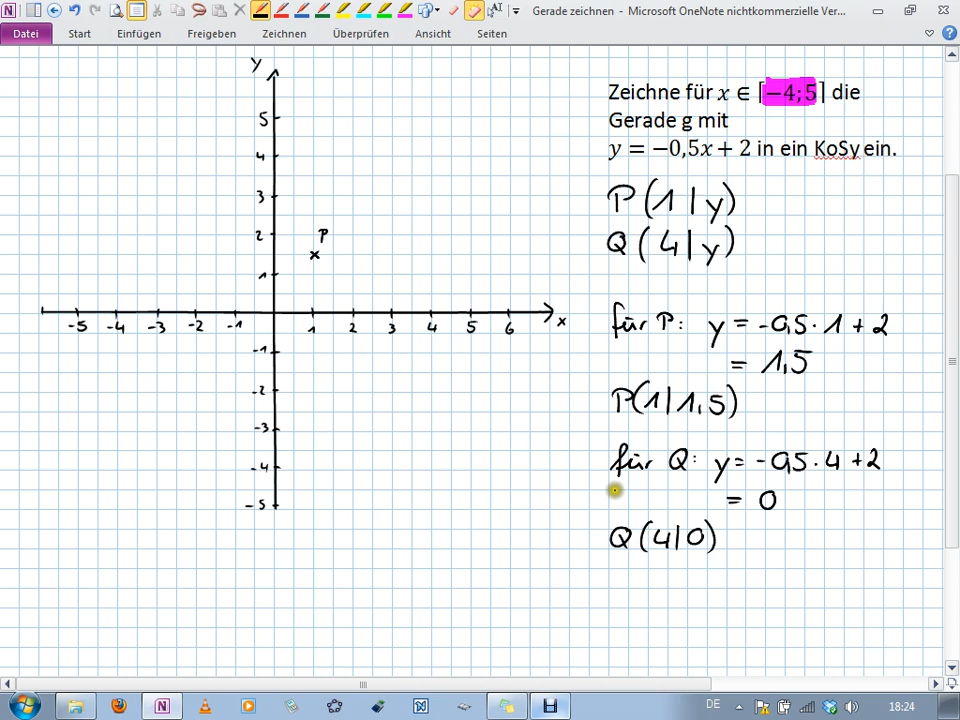 Gerade zeichnen - Microsoft OneNote nichtkommerzielle Ver...
Datei Start Einfügen Freigeben Zeichnen Überprüfen Ansicht Seiten
Zeichne für x ∈ [−4; 5] die
Gerade g mit
y = −0,5x + 2 in ein KoSy ein.
P(1|y)
Q(4|y)
für P: y = -0,5·1+2
= 1,5
P(1|1,5)
für Q: y = -0,5·4+2
= 0
Q(4|0)
y
5
4
3
2
P
1
-5 -4 -3 -2 -1 1 2 3 4 5 6 x
-1
-2
-3
-4
-5
DE 18:24